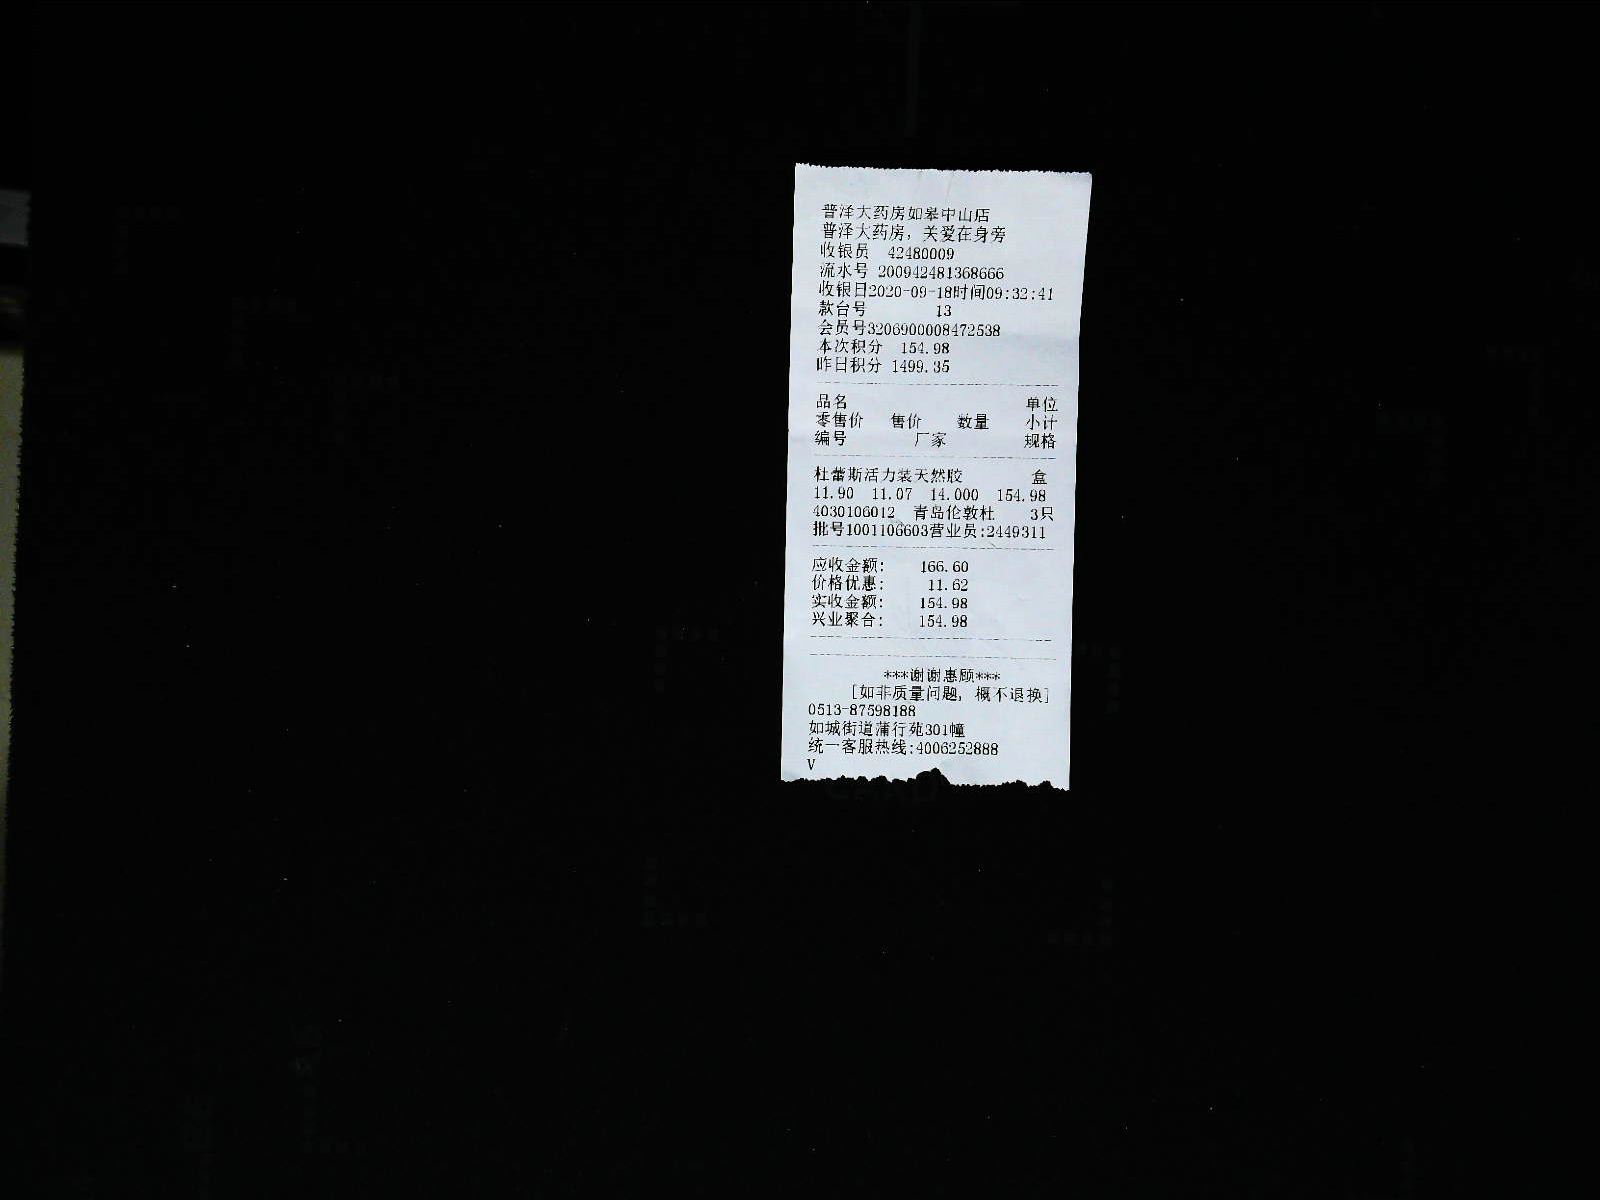 普泽大药房如皋中山店
普泽大药房，关爱在身旁
收银员 42480009
流水号 200942481368666
收银日2020-09-18时间09:32:41
款台号 13
会员号3206900008472538
本次积分 154.98
昨日积分 1499.35
品名 单位
零售价 售价 数量 小计
编号 厂家 规格
杜蕾斯活力装天然胶 盒
11.90 11.07 14.000 154.98
4030106012 青岛伦敦杜 3只
批号1001106603营业员:2449311
应收金额: 166.60
价格优惠: 11.62
实收金额: 154.98
兴业聚合: 154.98
***谢谢惠顾***
[如非质量问题，概不退换]
0513-87598188
如城街道蒲行苑301幢
统一客服热线:4006252888
V